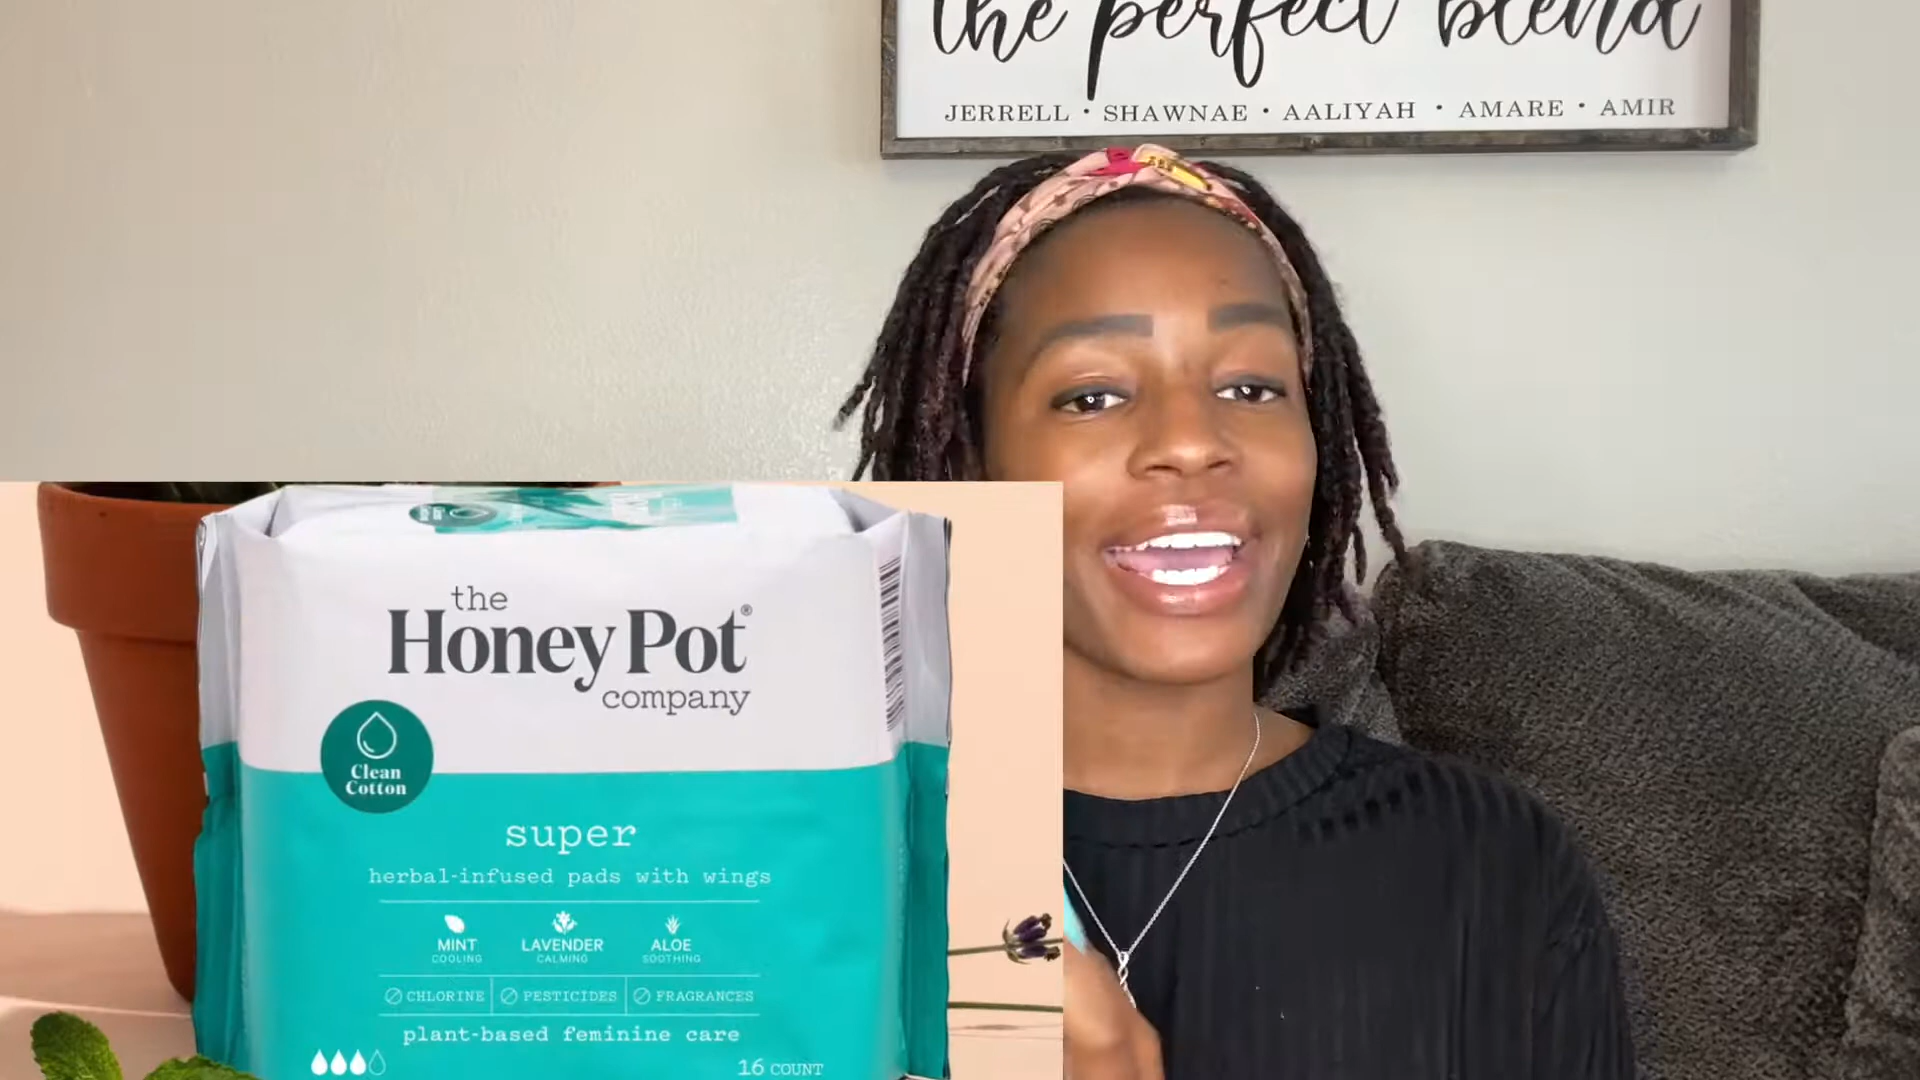 the perfect blend
JERRELL • SHAWNAE • AALIYAH • AMARE • AMIR
the
Honey Pot®
company
Clean
Cotton
super
herbal-infused pads with wings
MINT LAVENDER ALOE
COOLING CALMING SOOTHING
CHLORINE PESTICIDES FRAGRANCES
plant-based feminine care
16 COUNT